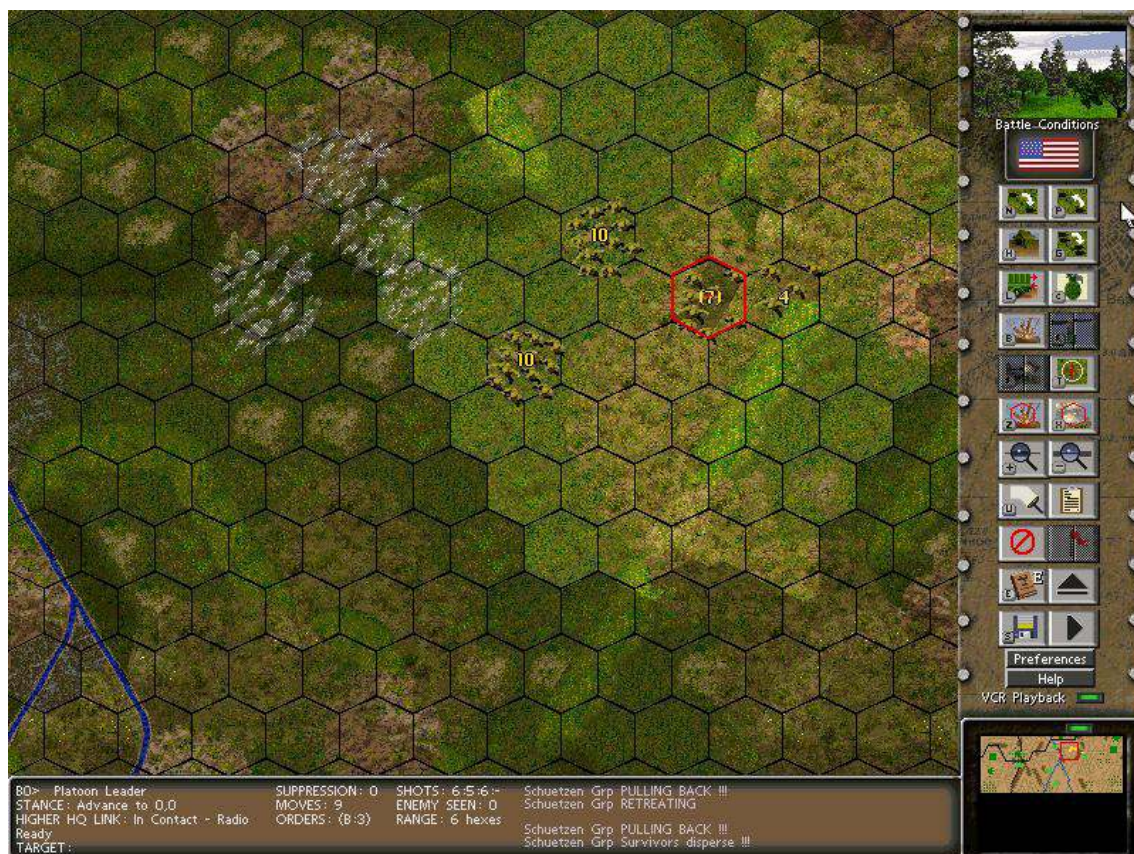 Battle Conditions
10
(7)
4
10
N P
H G
L C
B
T
Z X
+ -
U
E E
S
Preferences
Help
VCR Playback
B0> Platoon Leader SUPPRESSION: 0 SHOTS: 6:5:6:- Schuetzen Grp PULLING BACK !!!
STANCE: Advance to 0,0 MOVES: 9 ENEMY SEEN: 0 Schuetzen Grp RETREATING
HIGHER HQ LINK: In Contact - Radio ORDERS: (B:3) RANGE: 6 hexes
Ready Schuetzen Grp PULLING BACK !!!
TARGET: Schuetzen Grp Survivors disperse !!!